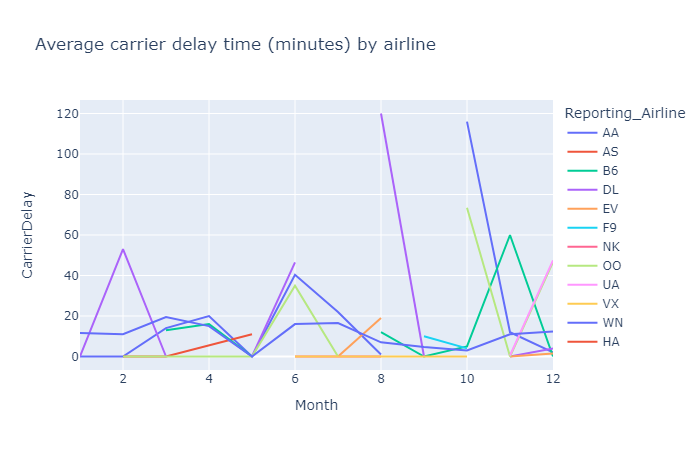 Average carrier delay time (minutes) by airline
Reporting_Airline
AA
AS
B6
DL
EV
F9
NK
OO
UA
VX
WN
HA
CarrierDelay
120
100
80
60
40
20
0
2
4
6
8
10
12
Month